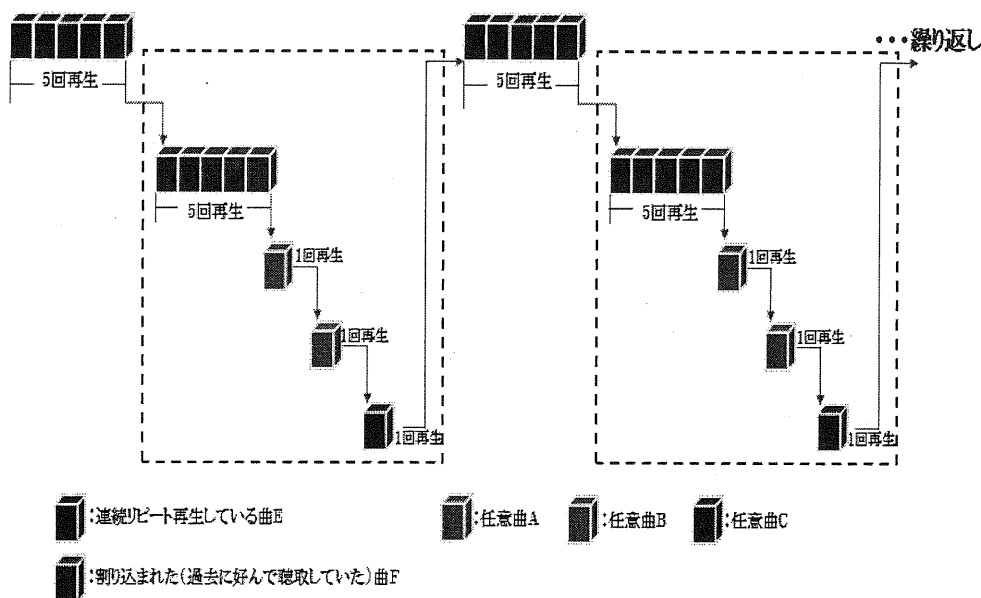 ・・・繰り返し
5回再生
5回再生
5回再生
5回再生
1回再生
1回再生
1回再生
1回再生
1回再生
1回再生
:連続リピート再生している曲E
:任意曲A
:任意曲B
:任意曲C
:割り込まれた(過去に好んで聴取していた)曲F